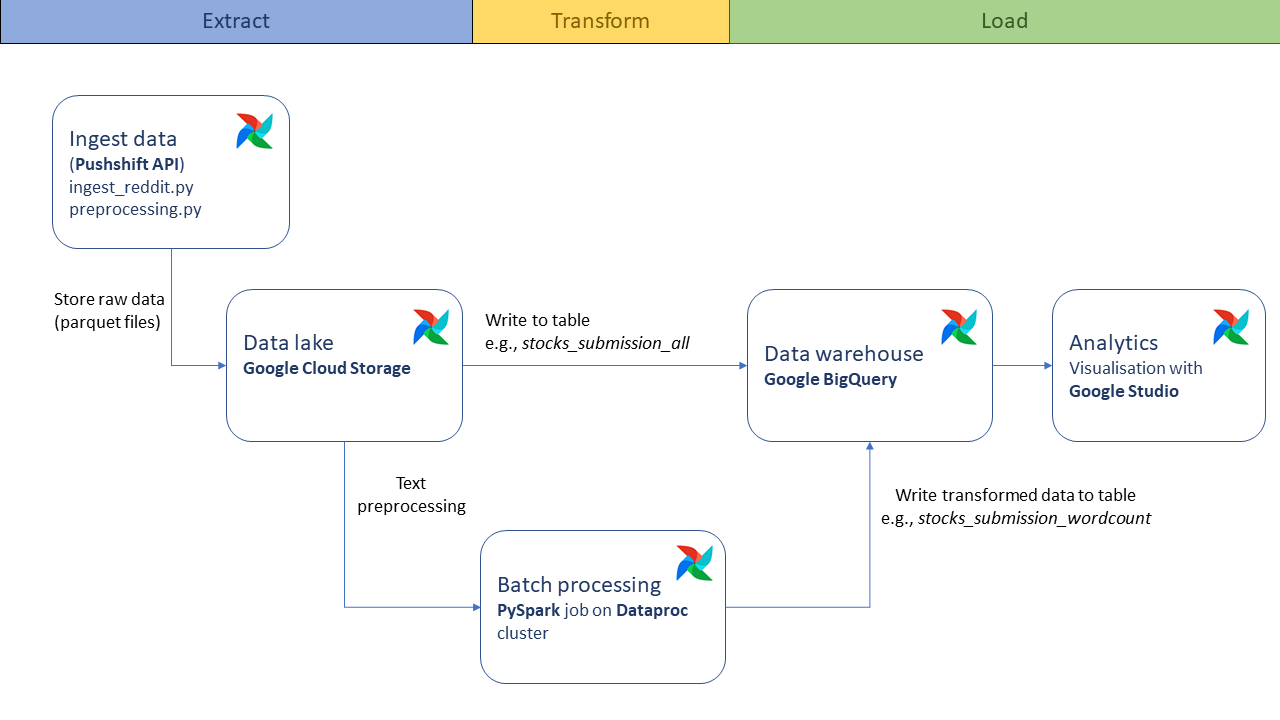 Extract
Transform
Load
Ingest data
(Pushshift API)
ingest_reddit.py
preprocessing.py
Store raw data
(parquet files)
Data lake
Google Cloud Storage
Write to table
e.g., stocks_submission_all
Data warehouse
Google BigQuery
Analytics
Visualisation with
Google Studio
Text
preprocessing
Write transformed data to table
e.g., stocks_submission_wordcount
Batch processing
PySpark job on Dataproc
cluster